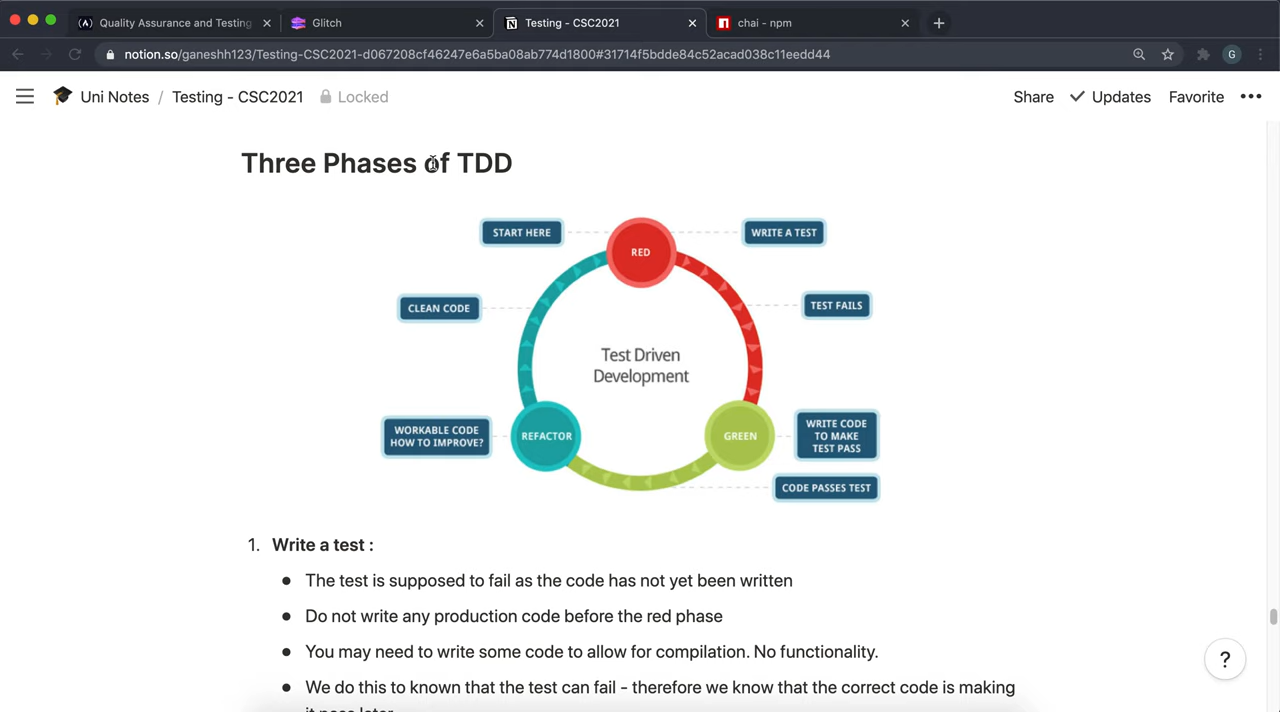 Quality Assurance and Testing
Glitch
Testing - CSC2021
chai - npm
notion.so/ganeshh123/Testing-CSC2021-d067208cf46247e6a5ba08ab774d1800#31714f5bdde84c52acad038c11eedd44
G
Uni Notes / Testing - CSC2021 Locked
Share Updates Favorite
Three Phases of TDD
START HERE
RED
WRITE A TEST
CLEAN CODE
TEST FAILS
Test Driven
Development
WORKABLE CODE
HOW TO IMPROVE?
REFACTOR
GREEN
WRITE CODE
TO MAKE
TEST PASS
CODE PASSES TEST
1. Write a test :
The test is supposed to fail as the code has not yet been written
Do not write any production code before the red phase
You may need to write some code to allow for compilation. No functionality.
We do this to known that the test can fail - therefore we know that the correct code is making
it pass later
?